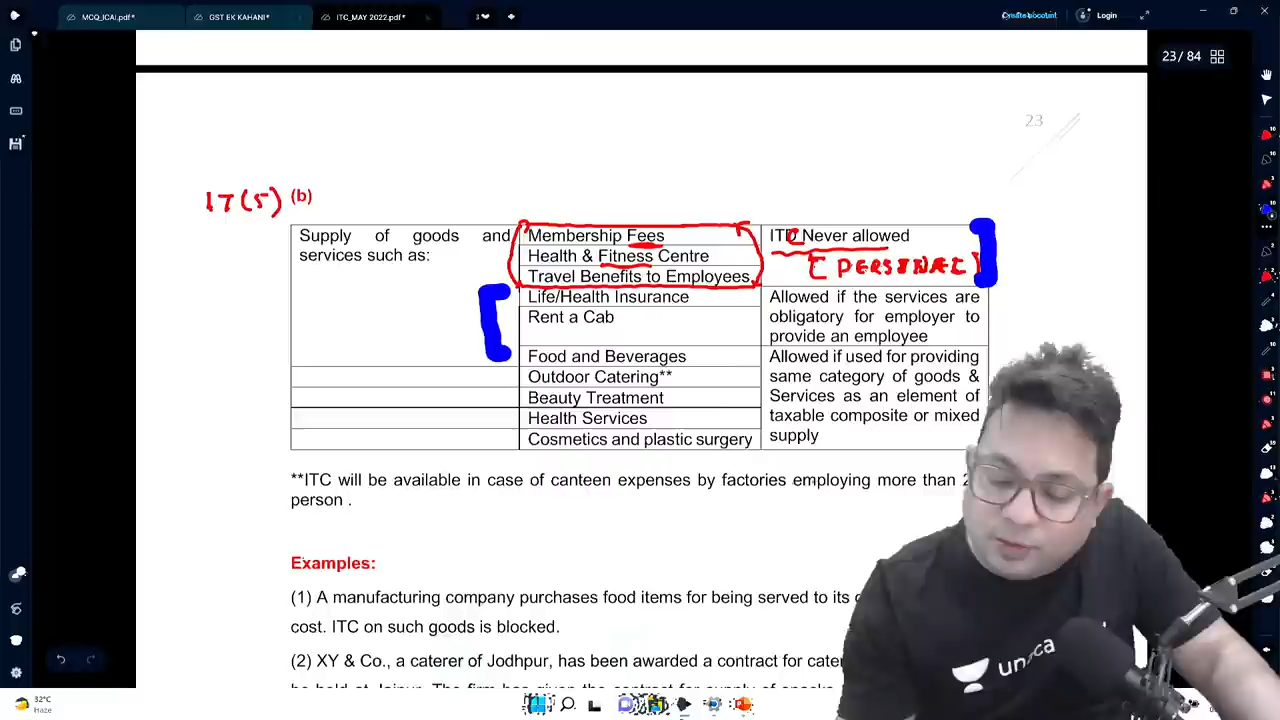 MCQ_ICAI.pdf*
GST EK KAHANI*
ITC_MAY 2022.pdf*
Create account
Login
23 / 84
23
17(5) (b)
Supply of goods and services such as:
Membership Fees
Health & Fitness Centre
Travel Benefits to Employees
ITC Never allowed
[PERSONAL]
Life/Health Insurance
Rent a Cab
Allowed if the services are
obligatory for employer to
provide an employee
Food and Beverages
Outdoor Catering**
Beauty Treatment
Health Services
Cosmetics and plastic surgery
Allowed if used for providing
same category of goods &
Services as an element of
taxable composite or mixed
supply
**ITC will be available in case of canteen expenses by factories employing more than
person .
Examples:
(1) A manufacturing company purchases food items for being served to its
cost. ITC on such goods is blocked.
(2) XY & Co., a caterer of Jodhpur, has been awarded a contract for
32°C
Haze